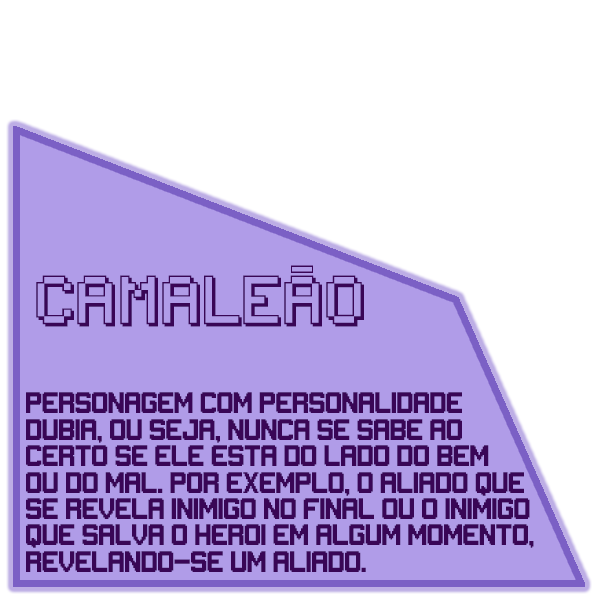 CAMALEÃO
PERSONAGEM COM PERSONALIDADE
DUBIA, OU SEJA, NUNCA SE SABE AO
CERTO SE ELE ESTA DO LADO DO BEM
OU DO MAL. POR EXEMPLO, O ALIADO QUE
SE REVELA INIMIGO NO FINAL OU O INIMIGO
QUE SALVA O HEROI EM ALGUM MOMENTO,
REVELANDO-SE UM ALIADO.